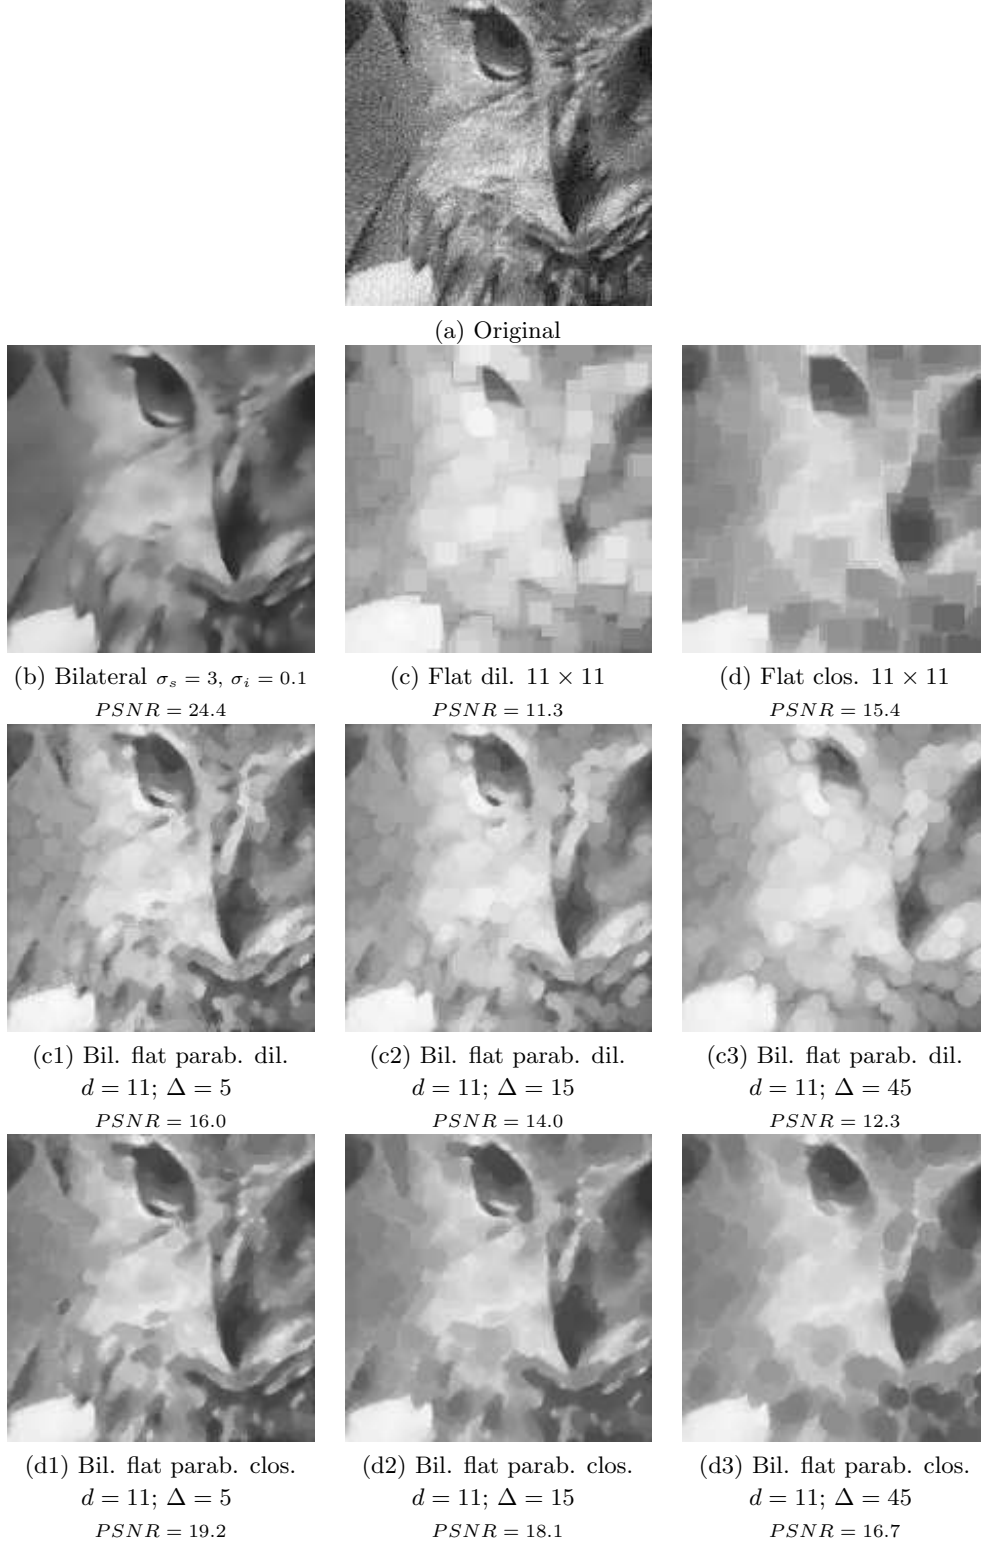 (a) Original
(b) Bilateral σₛ = 3, σᵢ = 0.1
PSNR = 24.4
(c) Flat dil. 11 × 11
PSNR = 11.3
(d) Flat clos. 11 × 11
PSNR = 15.4
(c1) Bil. flat parab. dil.
d = 11; Δ = 5
PSNR = 16.0
(c2) Bil. flat parab. dil.
d = 11; Δ = 15
PSNR = 14.0
(c3) Bil. flat parab. dil.
d = 11; Δ = 45
PSNR = 12.3
(d1) Bil. flat parab. clos.
d = 11; Δ = 5
PSNR = 19.2
(d2) Bil. flat parab. clos.
d = 11; Δ = 15
PSNR = 18.1
(d3) Bil. flat parab. clos.
d = 11; Δ = 45
PSNR = 16.7